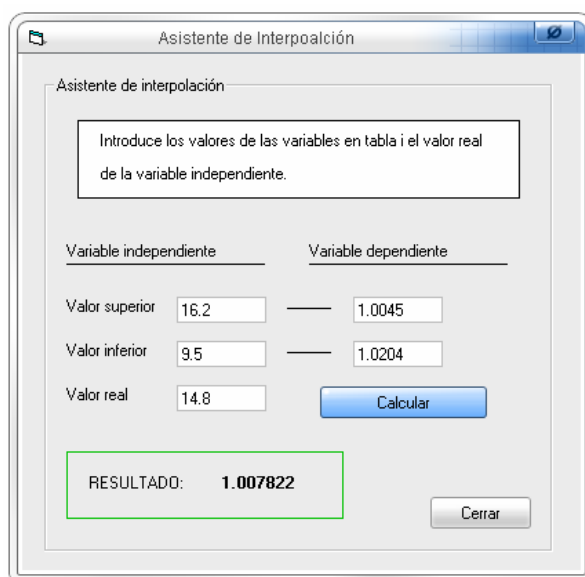 Asistente de Interpoalción
Asistente de interpolación
Introduce los valores de las variables en tabla i el valor real
de la variable independiente.
Variable independiente Variable dependiente
Valor superior 16.2 1.0045
Valor inferior 9.5 1.0204
Valor real 14.8 Calcular
RESULTADO: 1.007822
Cerrar